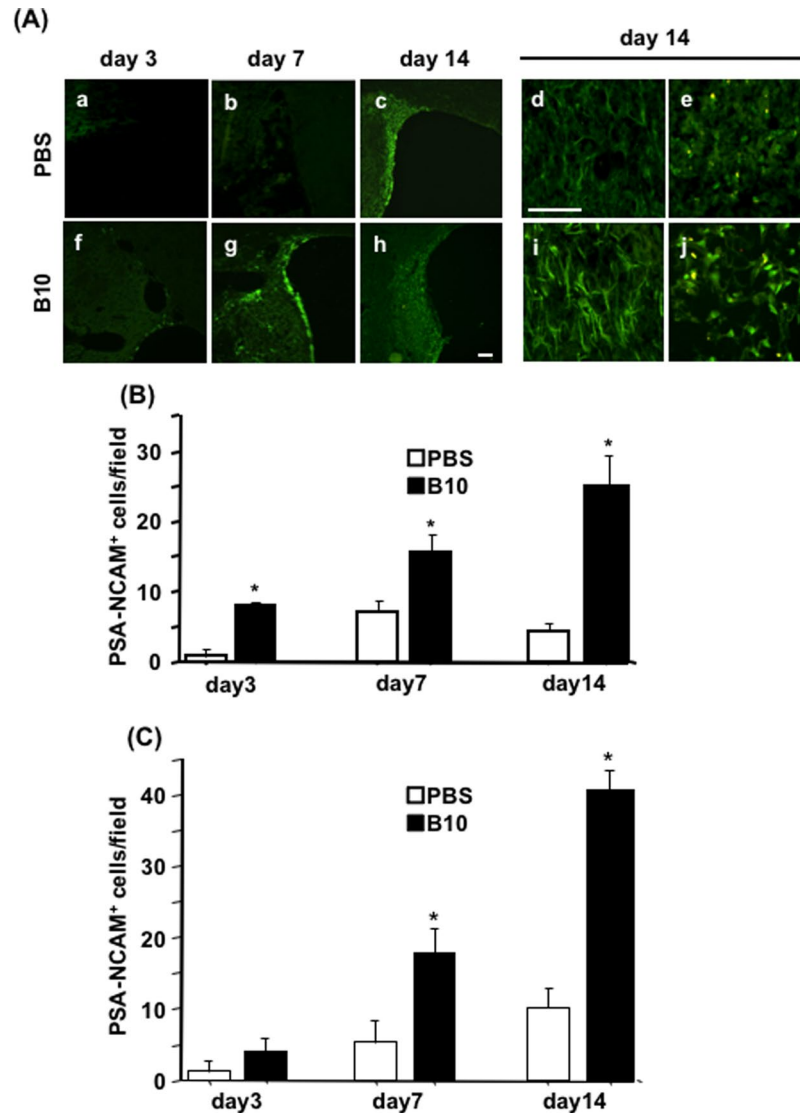 (A)
day 3 day 7 day 14 day 14
PBS a b c d e
B10 f g h i j
(B)
PSA-NCAM⁺ cells/field
30
20
10
0
PBS
B10
* * *
day3 day7 day14
(C)
PSA-NCAM⁺ cells/field
40
30
20
10
0
PBS
B10
* *
day3 day7 day14